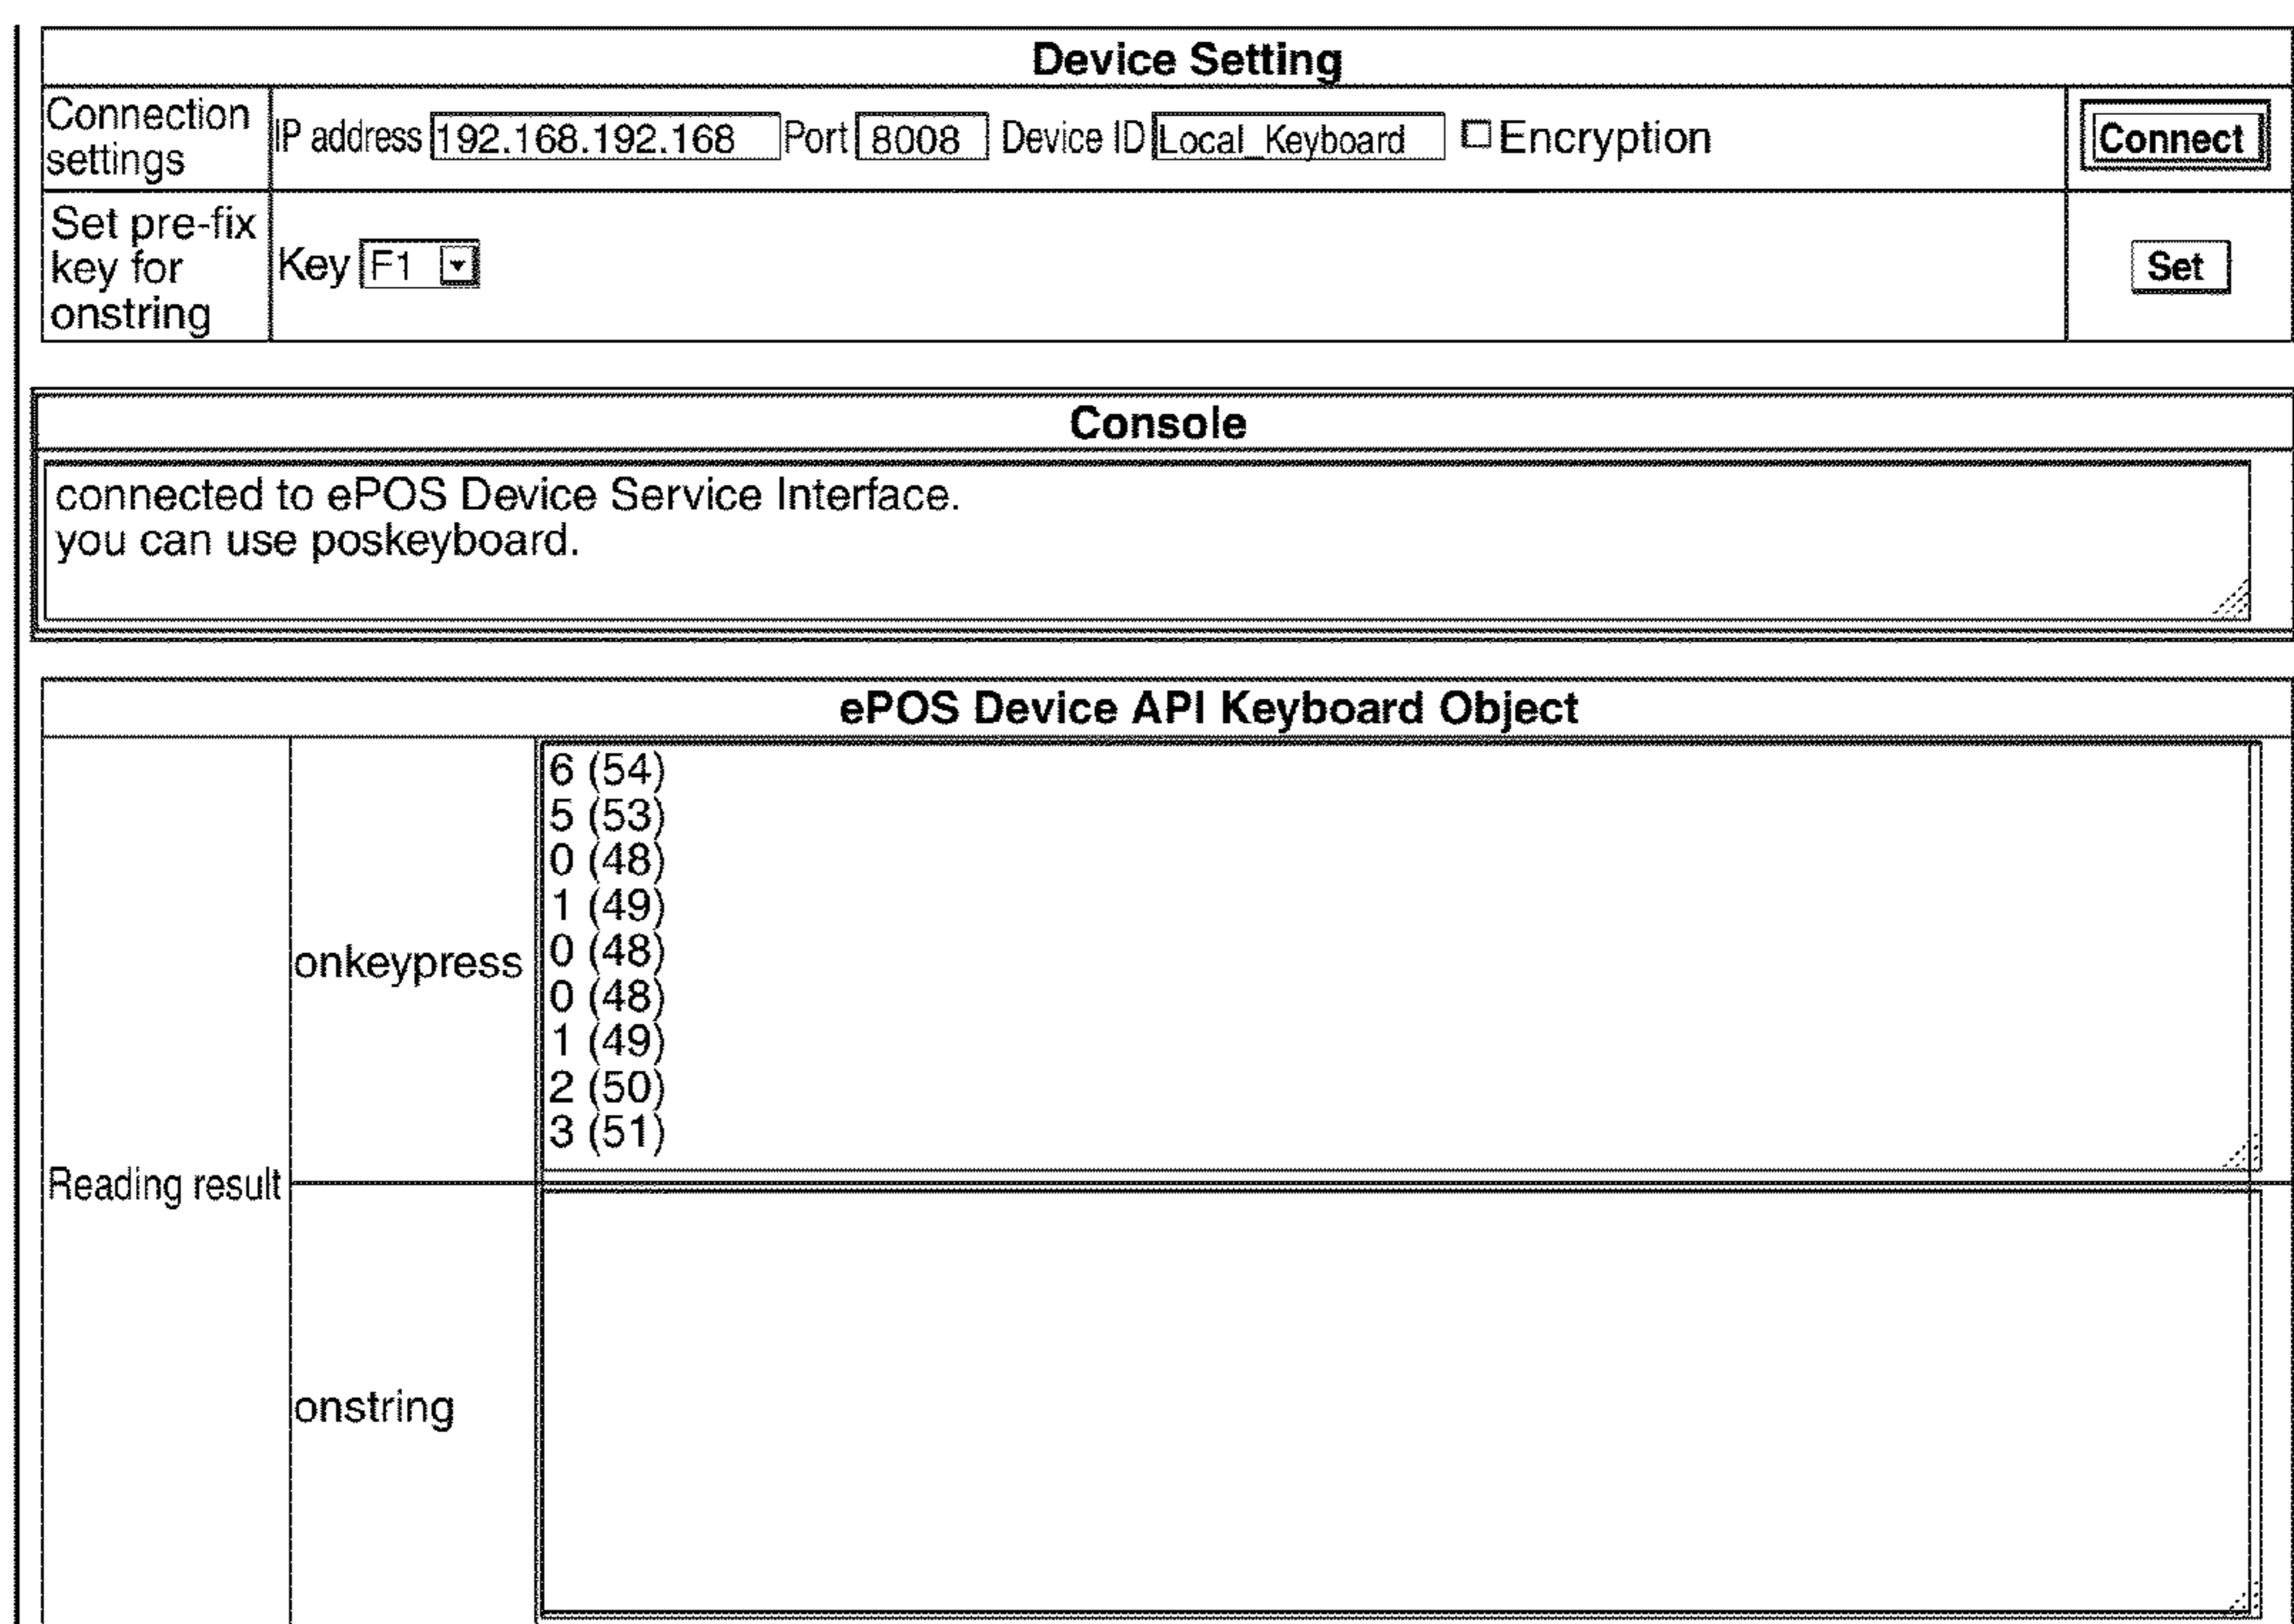 Device Setting
Connection settings
IP address 192.168.192.168 Port 8008 Device ID Local_Keyboard Encryption Connect
Set pre-fix
key for
onstring
Key F1 Set
Console
connected to ePOS Device Service Interface.
you can use poskeyboard.
ePOS Device API Keyboard Object
Reading result
onkeypress
6 (54)
5 (53)
0 (48)
1 (49)
0 (48)
0 (48)
1 (49)
2 (50)
3 (51)
onstring